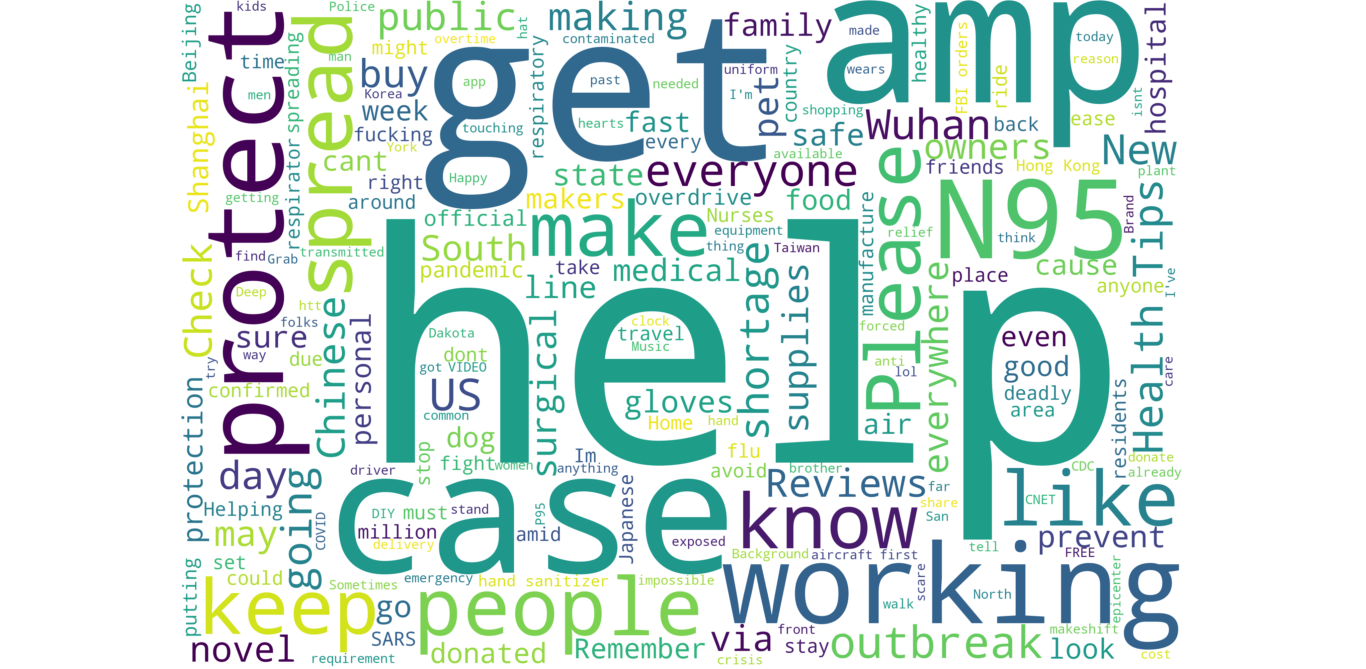 help
get
amp
case
protect
spread
working
people
keep
N95
make
Please
know
like
everyone
outbreak
Wuhan
public
making
family
buy
week
fucking
cant
right
around
official
South
pandemic
line
take
medical
makers
overdrive
state
fast
every
safe
pet
country
food
Nurses
equipment
thing
Taiwan
shortage
supplies
manufacture
relief
owners
friends
Hong Kong
New
Tips
Health
hospital
healthy
FBI orders
ride
ease
today
reason
isnt
plant
back
think
cause
anyone
place
Brand
I've
care
everywhere
even
good
deadly
area
air
anti
lol
forced
residents
CDC
donate
already
prevent
FREE
CNET
Reviews
far
share
San
tell
brother
avoid
flu
hand
Home
gloves
travel
clock
Music
US
Dakota
dont
got
VIDEO
common
dog
fight
women
stop
surgical
Im
anything
Japanese
P95
amid
stand
must
DIY
million
delivery
driver
personal
Chinese
sure
folks
Deep
htt
find
Grab
transmitted
getting
respirator
spreading
time
men
kids
Police
man
might
overtime
hat
contaminated
app
Korea
York
touching
Happy
respiratory
past
needed
hearts
uniform
I'm
available
shopping
wears
made
Beijing
Shanghai
Check
due
way
try
confirmed
protection
day
Helping
going
COVID
may
set
could
putting
Sometimes
emergency
hand sanitizer
impossible
exposed
Background
aircraft
first
scare
walk
North
epicenter
makeshift
cost
look
front
stay
via
crisis
Remember
donated
SARS
go
novel
requirement